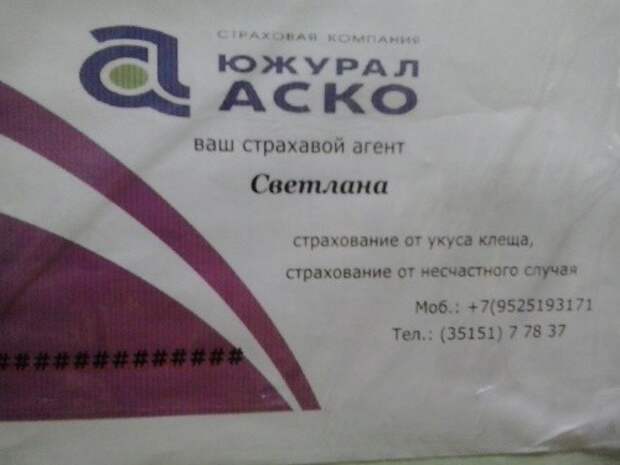 СТРАХОВАЯ КОМПАНИЯ
ЮЖУРАЛ
АСКО
ваш страхавой агент
Светлана
страхование от укуса клеща,
страхование от несчастного случая
Моб.: +7(9525193171
Тел.: (35151) 7 78 37
#############